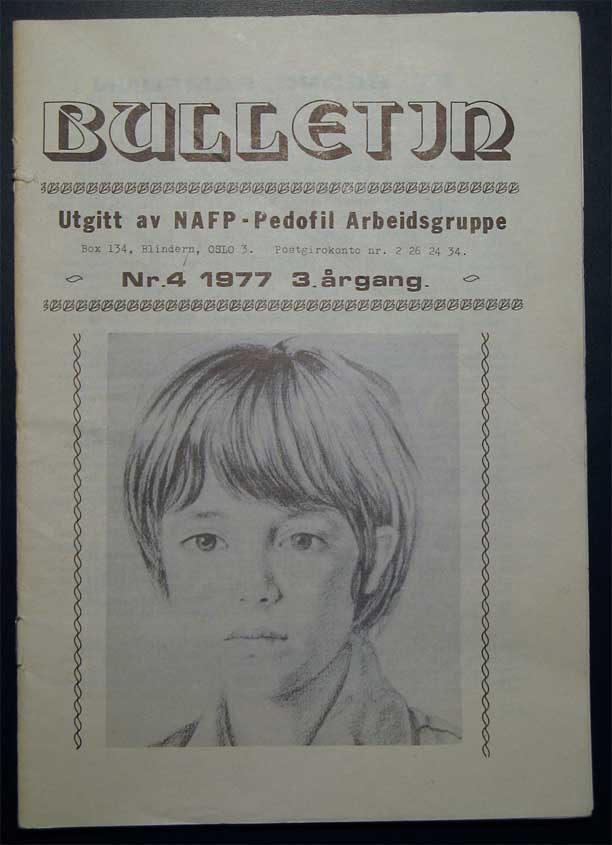 BULLETIN
Utgitt av NAFP-Pedofil Arbeidsgruppe
Box 134, Blindern, OSLO 3. Postgirokonto nr. 2 26 24 34.
Nr.4 1977 3.årgang.